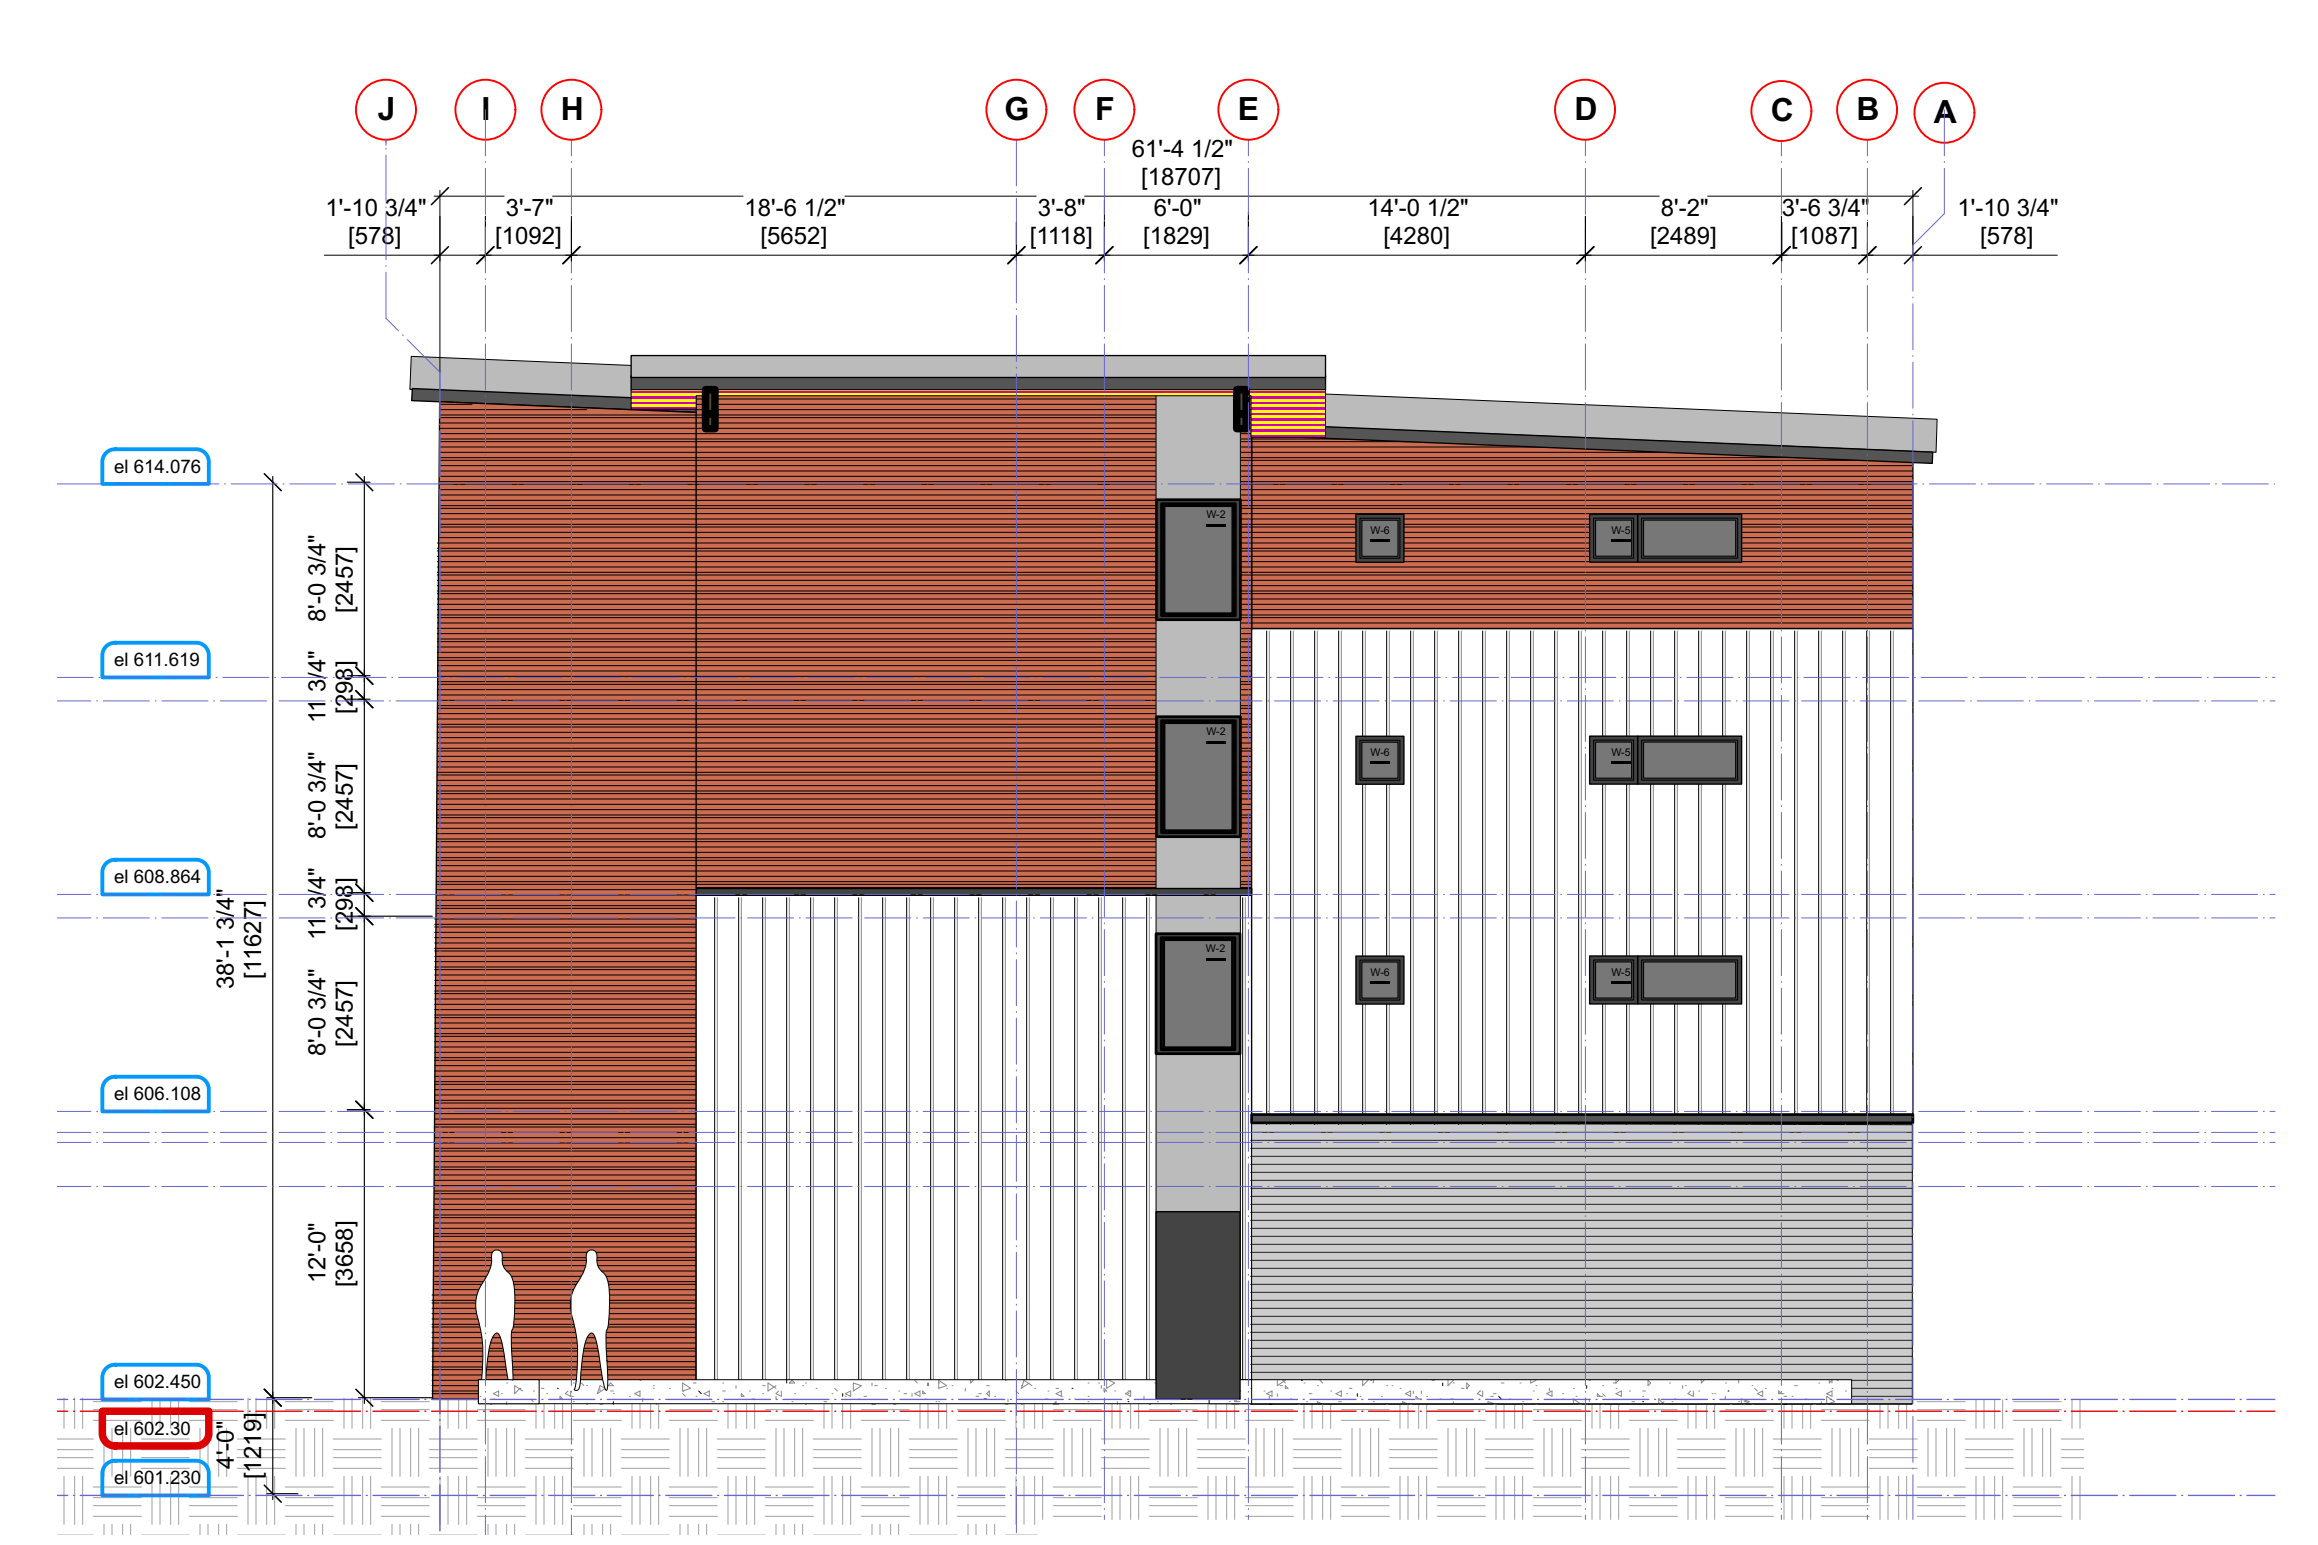 J I H G F E D C B A
61'-4 1/2"
[18707]
1'-10 3/4" 3'-7" 18'-6 1/2" 3'-8" 6'-0" 14'-0 1/2" 8'-2" 3'-6 3/4" 1'-10 3/4"
[578] [1092] [5652] [1118] [1829] [4280] [2489] [1087] [578]
el 614.076
W-2
W-6
W-5
8'-0 3/4"
[2457]
el 611.619
11 3/4"
[298]
W-2
W-6
W-5
8'-0 3/4"
[2457]
el 608.864
11 3/4"
[298]
38'-1 3/4"
[11627]
W-2
W-6
W-5
8'-0 3/4"
[2457]
el 606.108
12'-0"
[3658]
el 602.450
el 602.30
4'-0"
[1219]
el 601.230